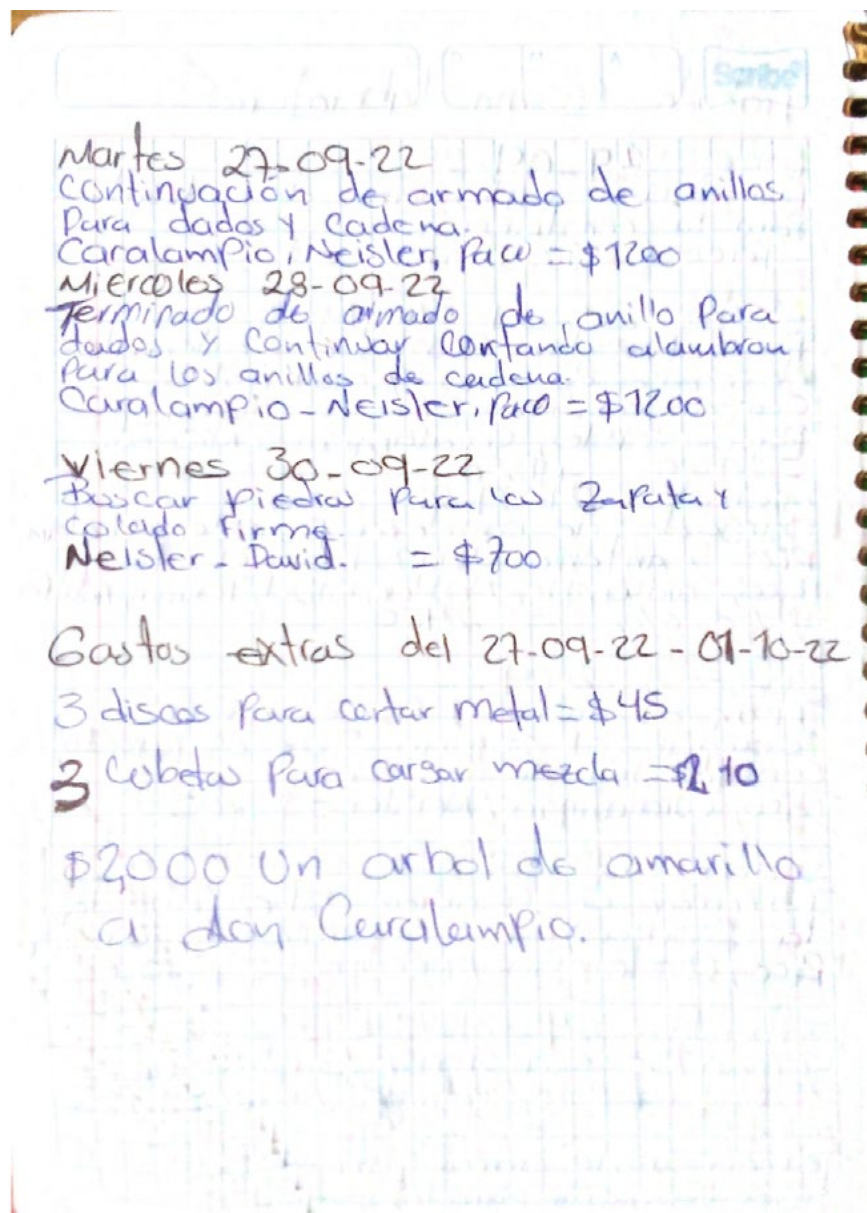 Scribe
Martes 27-09-22
Continuación de armado de anillos
Para dados y cadena.
Caralampio, Neisler, Paco = $1200
Miercoles 28-09-22
Terminado de armado de anillo Para
dados y Continuar Cortando alambron
Para los anillos de cadena.
Caralampio - Neisler, Paco = $1200
Viernes 30-09-22
Buscar piedras para las Zapata y
colado firme.
Neisler - David. = $700
Gastos extras del 27-09-22 - 01-10-22
3 discos Para cortar metal = $45
3 Cubetas Para cargar mezcla = $210
$2,000 Un arbol de amarillo
a don Caralampio.